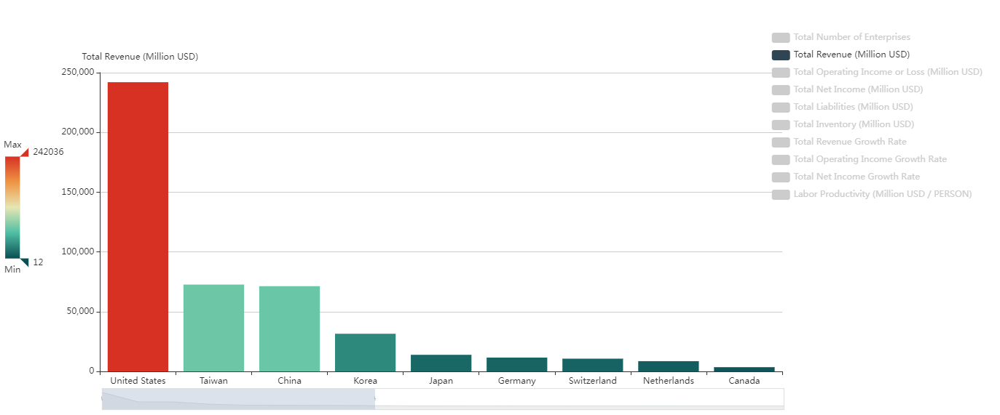 Total Revenue (Million USD)
250,000
200,000
150,000
100,000
50,000
0
United States
Taiwan
China
Korea
Japan
Germany
Switzerland
Netherlands
Canada
Max
242036
12
Min
Total Number of Enterprises
Total Revenue (Million USD)
Total Operating Income or Loss (Million USD)
Total Net Income (Million USD)
Total Liabilities (Million USD)
Total Inventory (Million USD)
Total Revenue Growth Rate
Total Operating Income Growth Rate
Total Net Income Growth Rate
Labor Productivity (Million USD / PERSON)